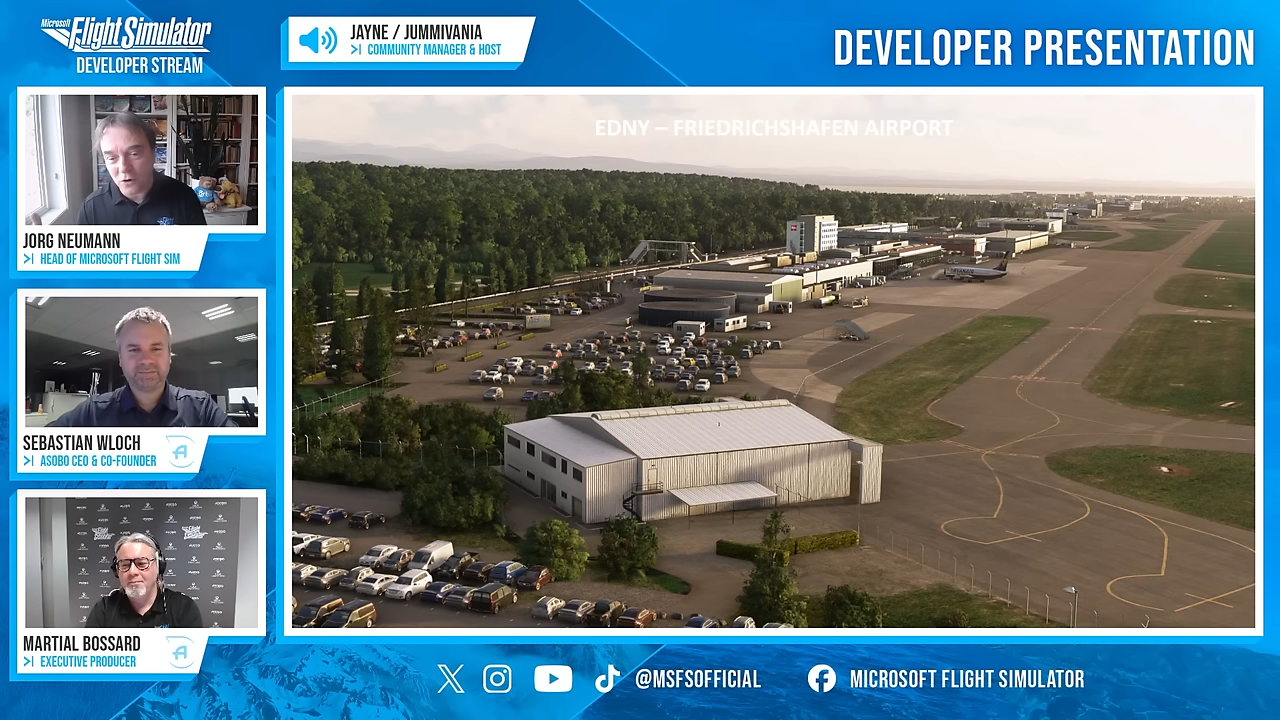 Microsoft
Flight Simulator
DEVELOPER STREAM
JAYNE / JUMMIVANIA
COMMUNITY MANAGER & HOST
DEVELOPER PRESENTATION
JORG NEUMANN
HEAD OF MICROSOFT FLIGHT SIM
SEBASTIAN WLOCH
ASOBO CEO & CO-FOUNDER
MARTIAL BOSSARD
EXECUTIVE PRODUCER
EDNY – FRIEDRICHSHAFEN AIRPORT
RYANAIR
@MSFSOFFICIAL
MICROSOFT FLIGHT SIMULATOR